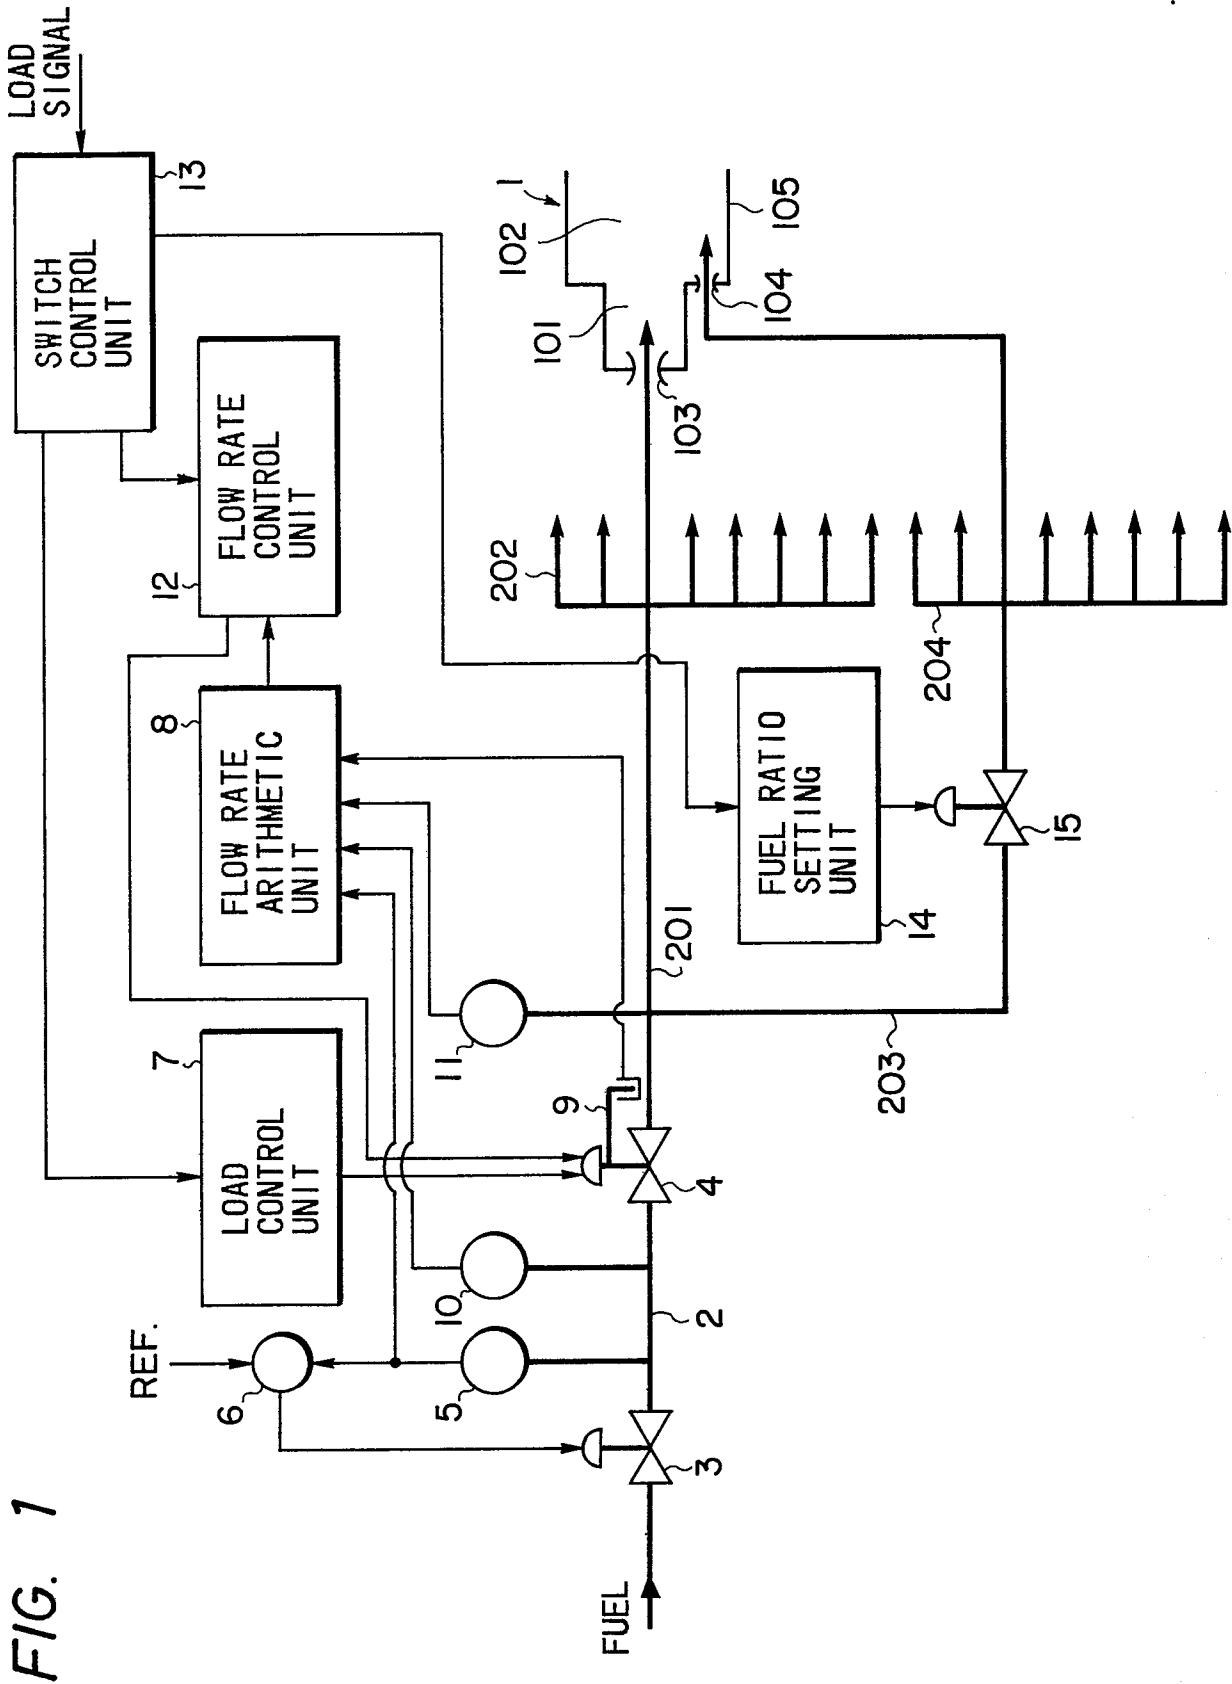 FIG. 1
LOAD
SIGNAL
SWITCH
CONTROL
UNIT
13
FLOW RATE
CONTROL
UNIT
12
FLOW RATE
ARITHMETIC
UNIT
8
LOAD
CONTROL
UNIT
7
REF.
6
5
10
11
9
202
102
1
101
103
104
105
FUEL
3
2
4
201
203
FUEL RATIO
SETTING
UNIT
14
15
204